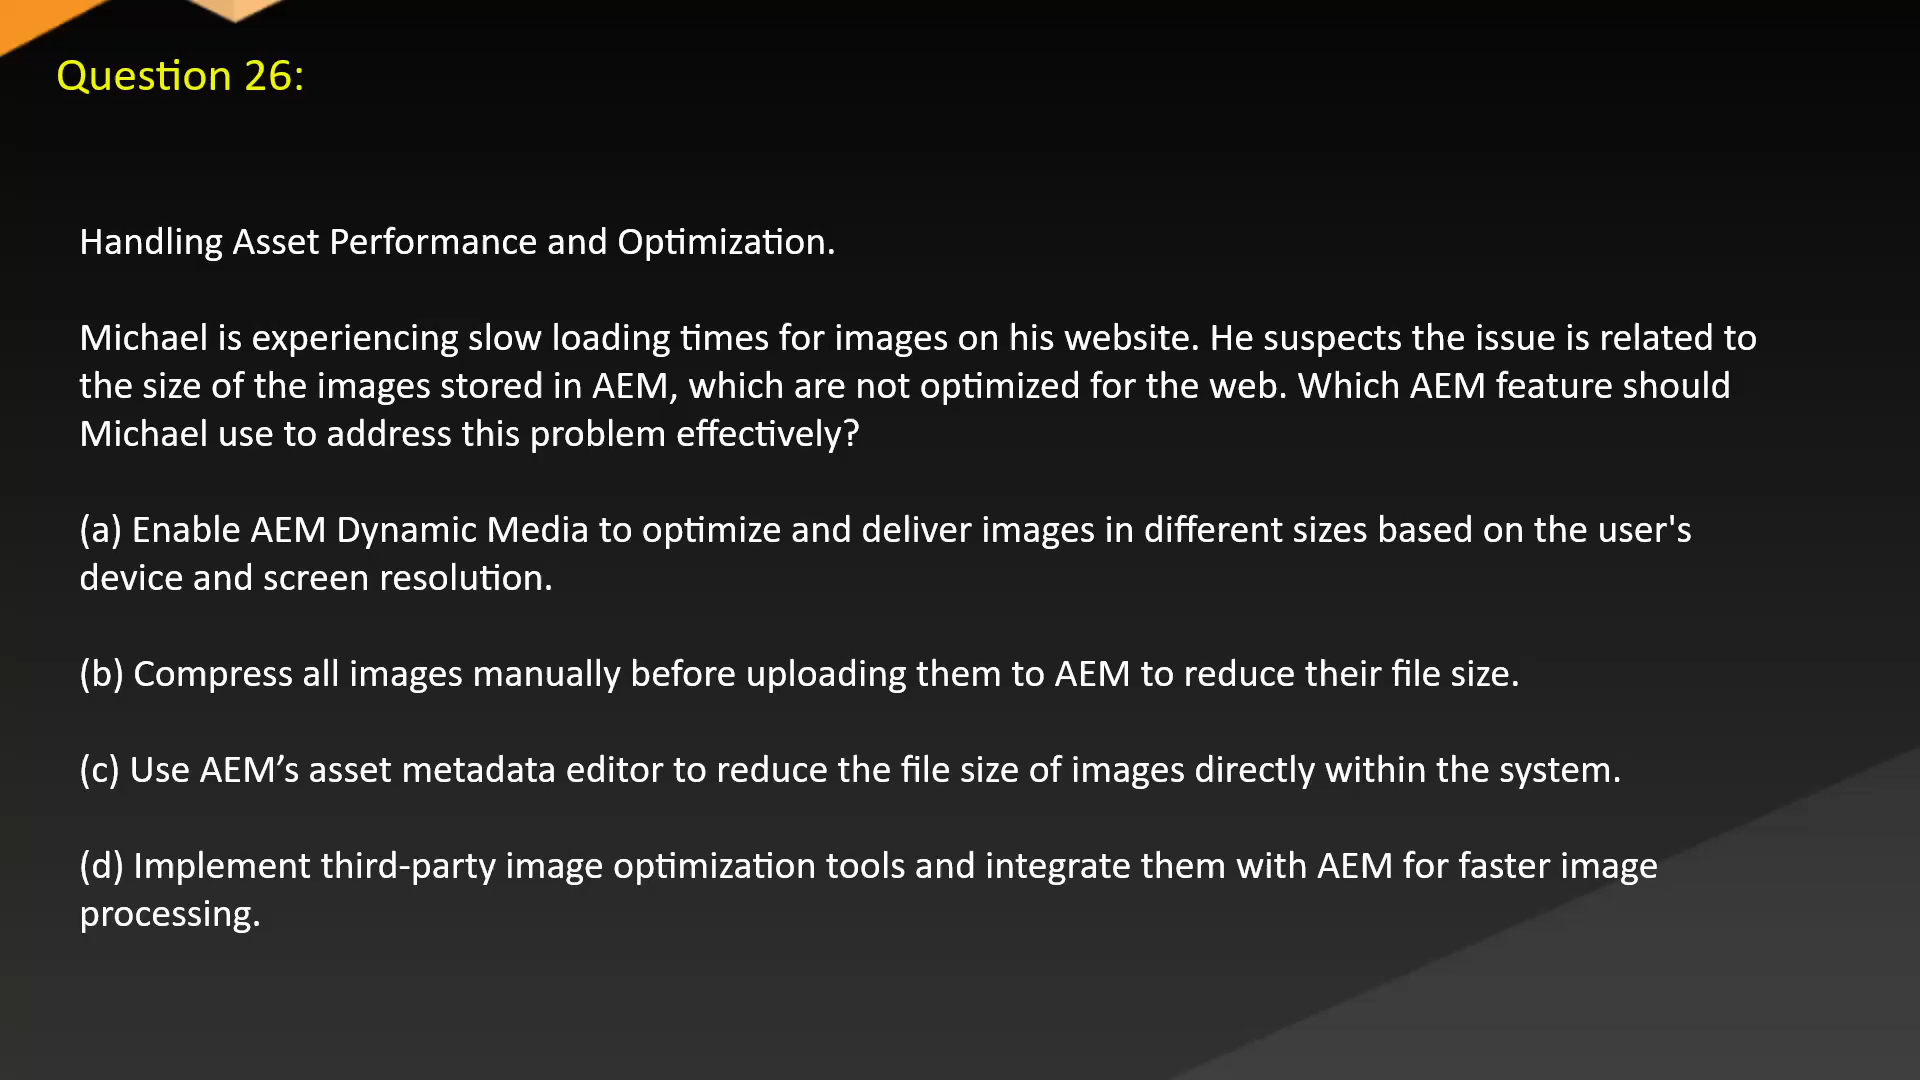 Question 26:
Handling Asset Performance and Optimization.
Michael is experiencing slow loading times for images on his website. He suspects the issue is related to
the size of the images stored in AEM, which are not optimized for the web. Which AEM feature should
Michael use to address this problem effectively?
(a) Enable AEM Dynamic Media to optimize and deliver images in different sizes based on the user's
device and screen resolution.
(b) Compress all images manually before uploading them to AEM to reduce their file size.
(c) Use AEM’s asset metadata editor to reduce the file size of images directly within the system.
(d) Implement third-party image optimization tools and integrate them with AEM for faster image
processing.